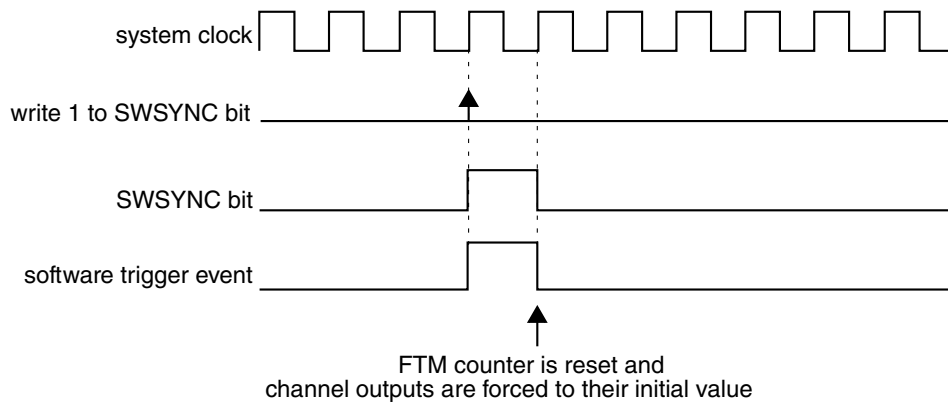 system clock
write 1 to SWSYNC bit
SWSYNC bit
software trigger event
FTM counter is reset and
channel outputs are forced to their initial value